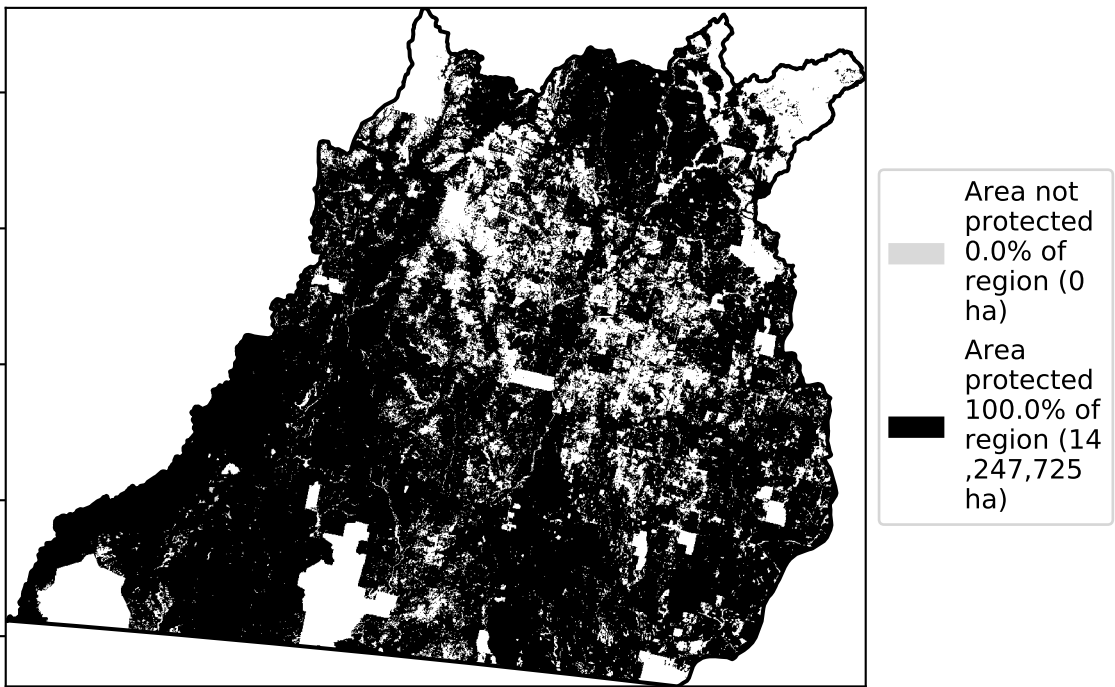 Area not
protected
0.0% of
region (0
ha)
Area
protected
100.0% of
region (14
,247,725
ha)